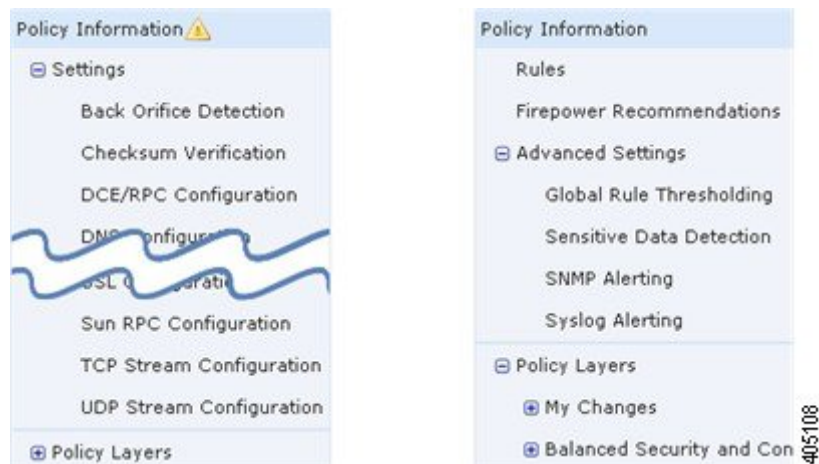 Policy Information
Settings
Back Orifice Detection
Checksum Verification
DCE/RPC Configuration
Sun RPC Configuration
TCP Stream Configuration
UDP Stream Configuration
Policy Layers
Policy Information
Rules
Firepower Recommendations
Advanced Settings
Global Rule Thresholding
Sensitive Data Detection
SNMP Alerting
Syslog Alerting
Policy Layers
My Changes
Balanced Security and Con
405108